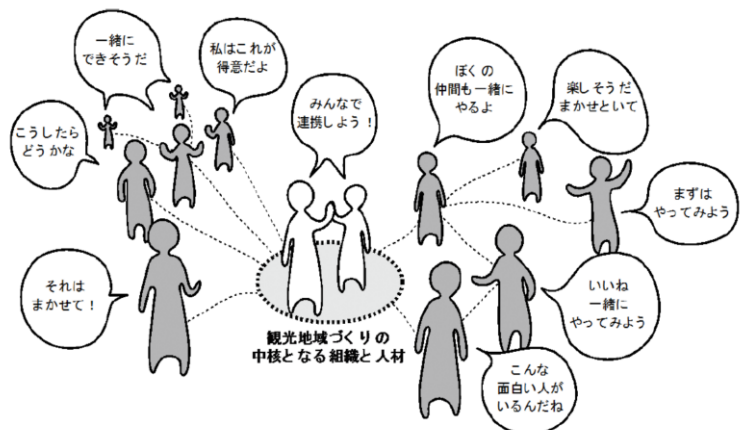 一緒に
できそうだ
私はこれが
得意だよ
こうしたら
どうかな
みんなで
連携しよう！
ぼくの
仲間も一緒に
やるよ
楽しそうだ
まかせといて
まずは
やってみよう
それは
まかせて！
いいね
一緒に
やってみよう
観光地域づくりの
中核となる組織と人材
こんな
面白い人が
いるんだね